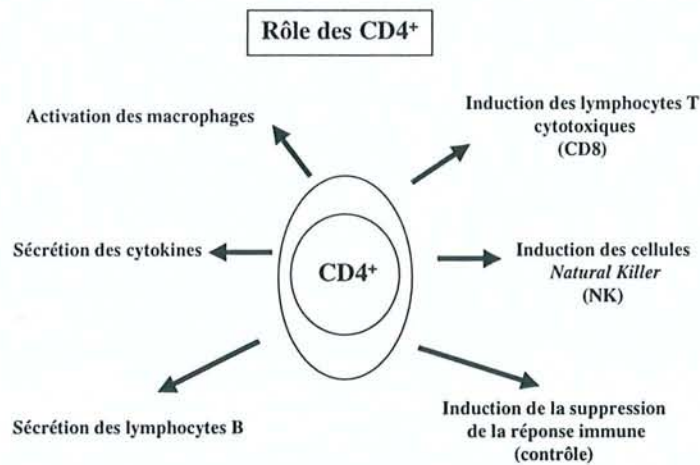 Rôle des CD4+
Activation des macrophages
Induction des lymphocytes T
cytotoxiques
(CD8)
Sécrétion des cytokines
CD4+
Induction des cellules
Natural Killer
(NK)
Sécrétion des lymphocytes B
Induction de la suppression
de la réponse immune
(contrôle)